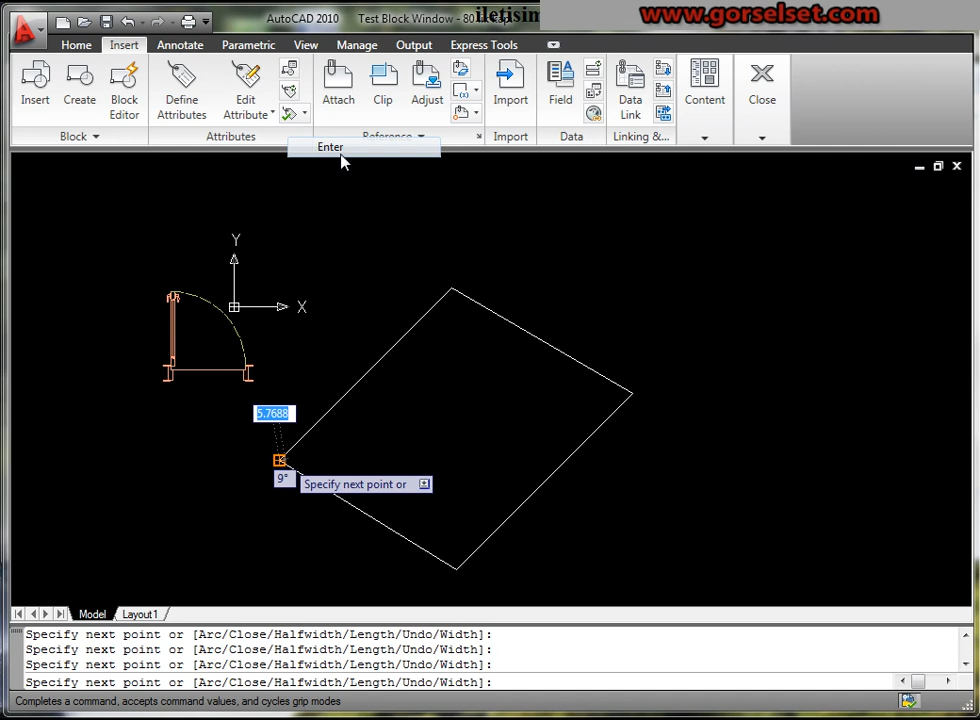 AutoCAD 2010 Test Block Window - 80
iletisim
www.gorselset.com
Home Insert Annotate Parametric View Manage Output Express Tools
Insert Create Block Editor Define Attributes Edit Attribute Attach Clip Adjust Import Field Data Link Content Close
Block Attributes Reference Import Data Linking &...
Enter
Y
X
5.7688
9°
Specify next point or
Model Layout1
Specify next point or [Arc/Close/Halfwidth/Length/Undo/Width]:
Specify next point or [Arc/Close/Halfwidth/Length/Undo/Width]:
Specify next point or [Arc/Close/Halfwidth/Length/Undo/Width]:
Specify next point or [Arc/Close/Halfwidth/Length/Undo/Width]:
Completes a command, accepts command values, and cycles grip modes